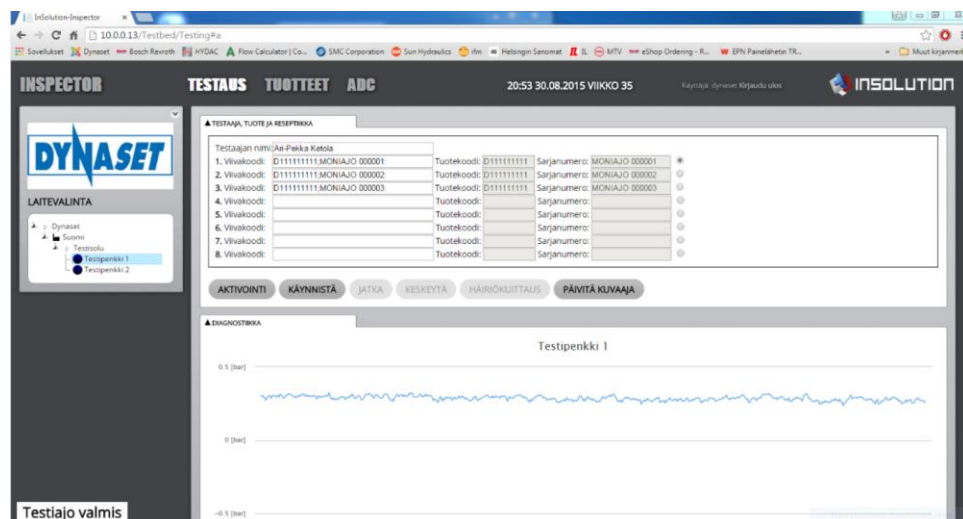 InSolution-Inspector
10.0.0.13/Testbed/Testing#a
Sovellukset Dynaset Bosch Rexroth HYDAC Flow Calculator | Co... SMC Corporation Sun Hydraulics ifm Helsingin Sanomat IL MTV eShop Ordering - R... EPN Painelähetin TR... » Muut kirjanmerk
INSPECTOR TESTAUS TUOTTEET ADC 20:53 30.08.2015 VIIKKO 35 Käyttäjä: dynaset Kirjaudu ulos INSOLUTION
DYNASET
LAITEVALINTA
Dynaset
Suomi
Testisolu
Testipenkki 1
Testipenkki 2
TESTAAJA, TUOTE JA RESEPTIIKKA
Testaajan nimi: Ari-Pekka Ketola
1. Viivakoodi: D111111111;MONIAJO 000001; Tuotekoodi: D111111111 Sarjanumero: MONIAJO 000001
2. Viivakoodi: D111111111;MONIAJO 000002; Tuotekoodi: D111111111 Sarjanumero: MONIAJO 000002
3. Viivakoodi: D111111111;MONIAJO 000003; Tuotekoodi: D111111111 Sarjanumero: MONIAJO 000003
4. Viivakoodi: Tuotekoodi: Sarjanumero:
5. Viivakoodi: Tuotekoodi: Sarjanumero:
6. Viivakoodi: Tuotekoodi: Sarjanumero:
7. Viivakoodi: Tuotekoodi: Sarjanumero:
8. Viivakoodi: Tuotekoodi: Sarjanumero:
AKTIVOINTI KÄYNNISTÄ JATKA KESKEYTÄ HÄIRIÖKUITTAUS PÄIVITÄ KUVAAJA
DIAGNOSTIIKKA
Testipenkki 1
0.5 [bar]
0 [bar]
-0.5 [bar]
Testiajo valmis